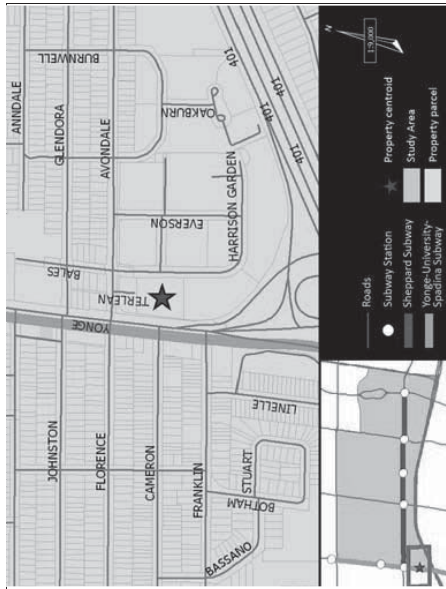 ANNDALE
BURNWELL
GLENDORA
AVONDALE
OAKBURN
401
401
401
401
EVERSON
HARRISON GARDEN
BALES
TERLEAN
YONGE
JOHNSTON
FLORENCE
CAMERON
FRANKLIN
LINELLE
STUART
BOTHAM
BASSANO
N
1:9,000
Roads
Subway Station
Sheppard Subway
Yonge-University-
Spadina Subway
Property centroid
Study Area
Property parcel